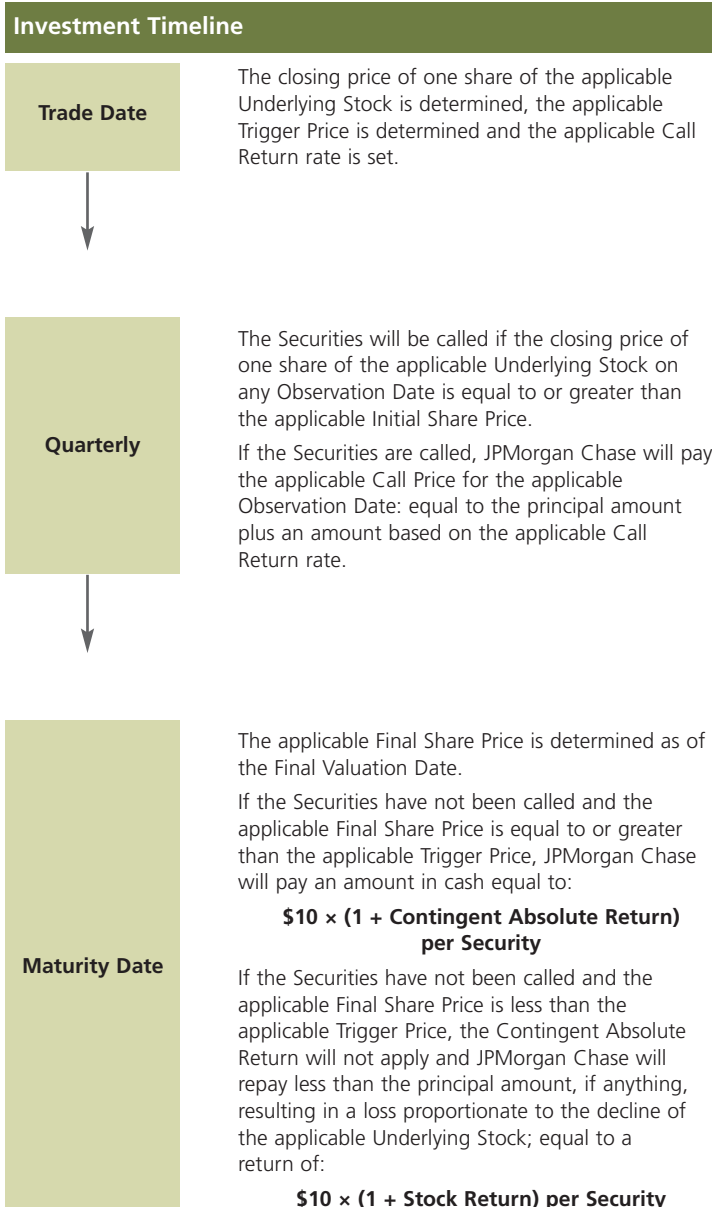 Investment Timeline
Trade Date
The closing price of one share of the applicable
Underlying Stock is determined, the applicable
Trigger Price is determined and the applicable Call
Return rate is set.
Quarterly
The Securities will be called if the closing price of
one share of the applicable Underlying Stock on
any Observation Date is equal to or greater than
the applicable Initial Share Price.
If the Securities are called, JPMorgan Chase will pay
the applicable Call Price for the applicable
Observation Date: equal to the principal amount
plus an amount based on the applicable Call
Return rate.
Maturity Date
The applicable Final Share Price is determined as of
the Final Valuation Date.
If the Securities have not been called and the
applicable Final Share Price is equal to or greater
than the applicable Trigger Price, JPMorgan Chase
will pay an amount in cash equal to:
$10 × (1 + Contingent Absolute Return)
per Security
If the Securities have not been called and the
applicable Final Share Price is less than the
applicable Trigger Price, the Contingent Absolute
Return will not apply and JPMorgan Chase will
repay less than the principal amount, if anything,
resulting in a loss proportionate to the decline of
the applicable Underlying Stock; equal to a
return of:
$10 × (1 + Stock Return) per Security